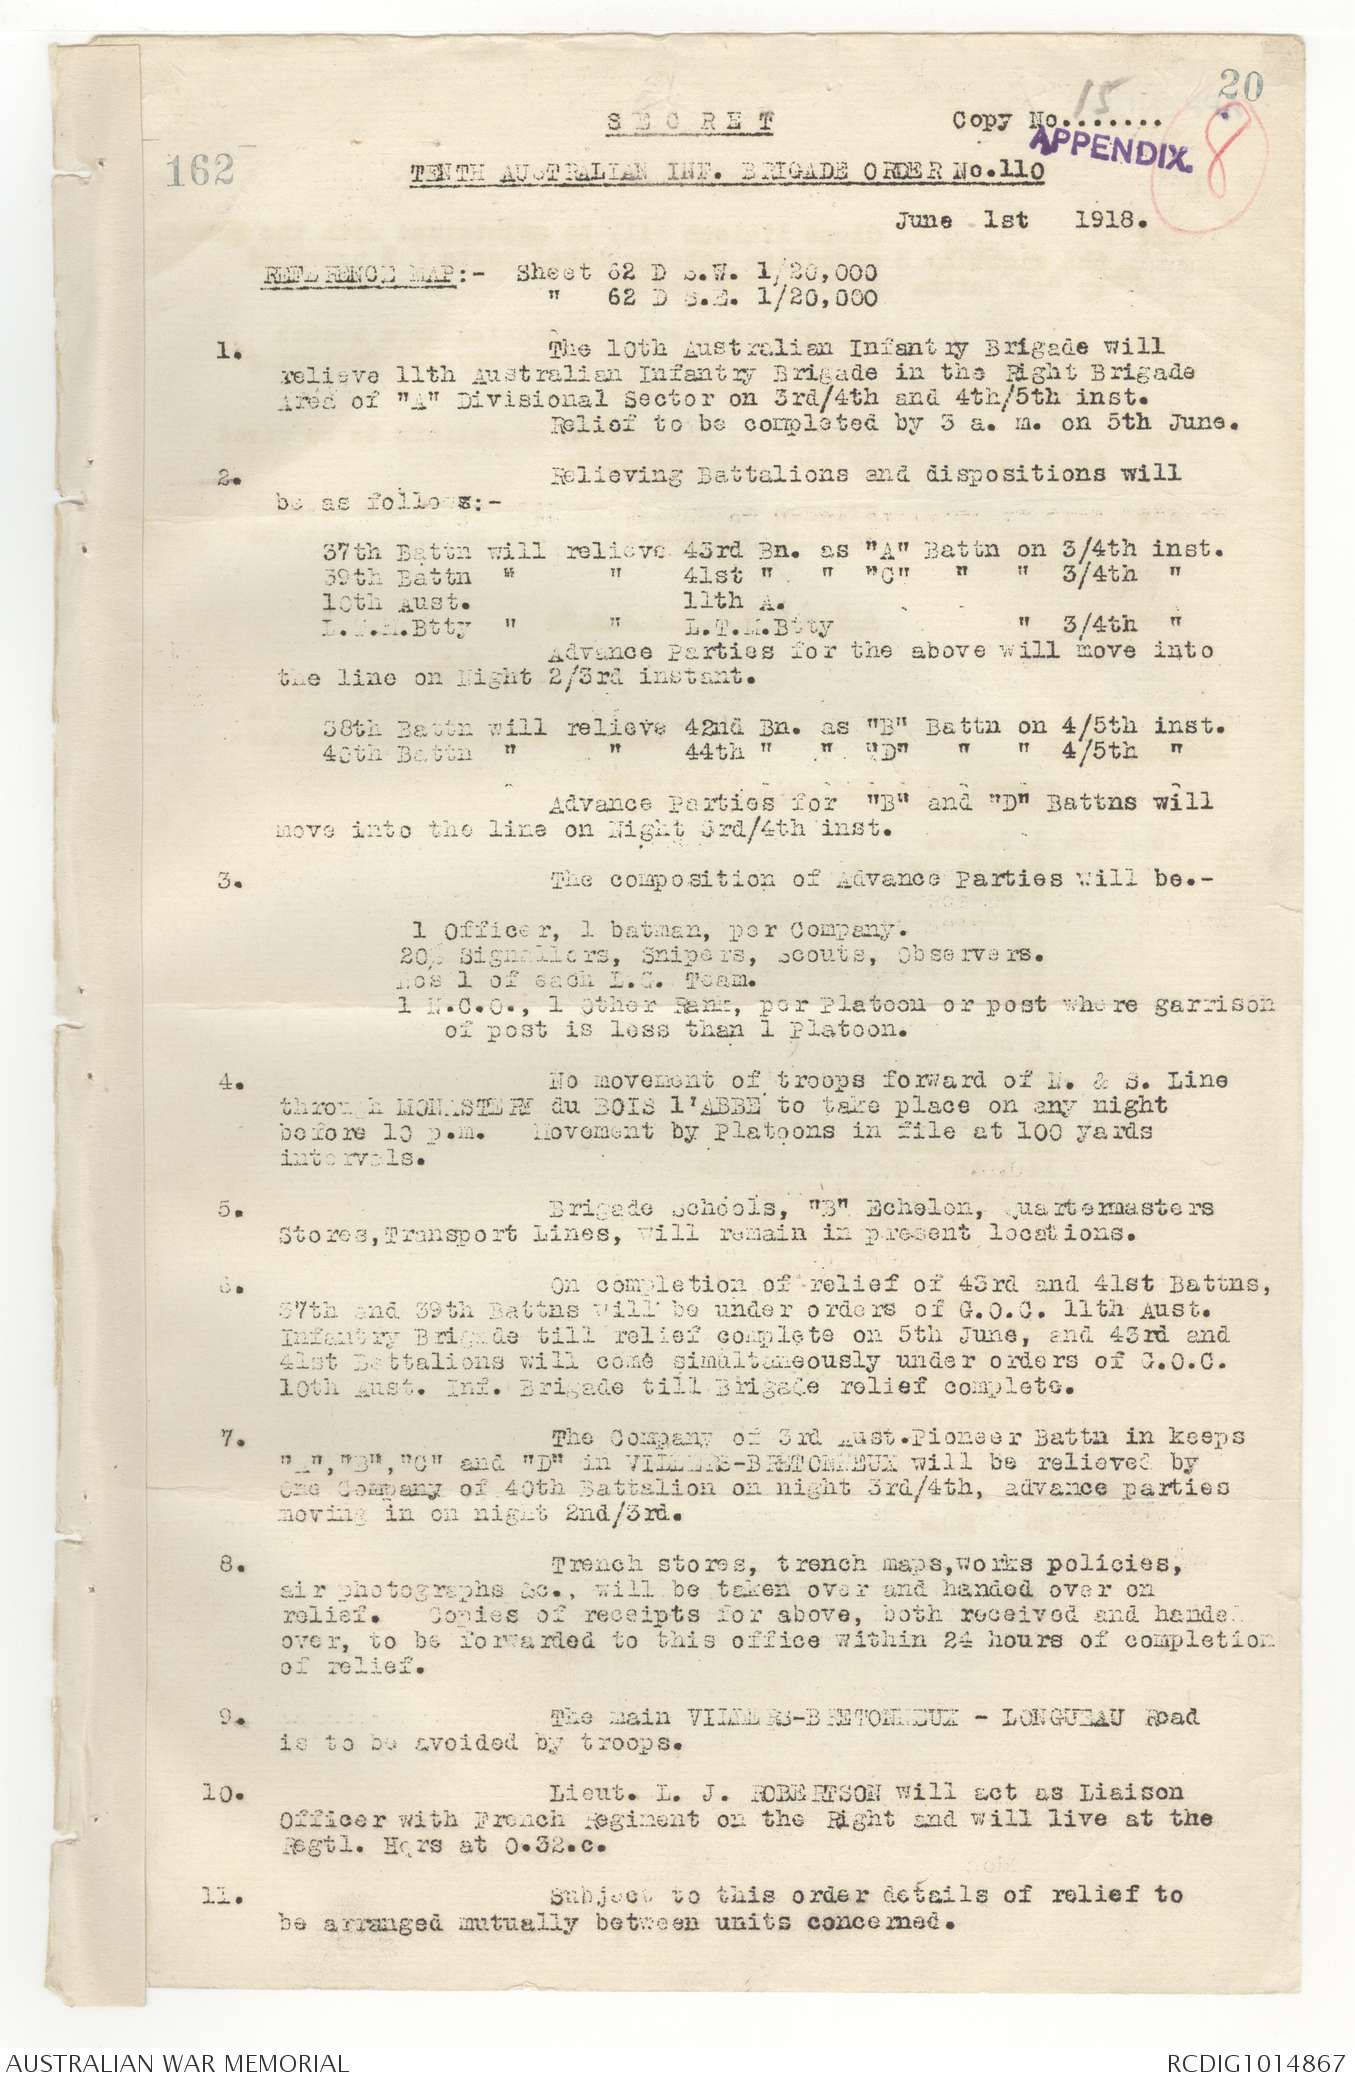 20
15
S E C R E T Copy No.......
APPENDIX. 8
162
TENTH AUSTRALIAN INF. BRIGADE ORDER No.110
June 1st 1918.
REFERENCE MAP:- Sheet 62 D S.W. 1/20,000
" 62 D S.E. 1/20,000
1. The 10th Australian Infantry Brigade will
relieve 11th Australian Infantry Brigade in the Right Brigade
Area of "A" Divisional Sector on 3rd/4th and 4th/5th inst.
Relief to be completed by 3 a. m. on 5th June.
2. Relieving Battalions and dispositions will
be as follows:-
37th Battn will relieve 43rd Bn. as "A" Battn on 3/4th inst.
39th Battn " " 41st " " "C" " " 3/4th "
10th Aust. 11th A.
L.T.M.Btty " " L.T.M.Btty " 3/4th "
Advance Parties for the above will move into
the line on Night 2/3rd instant.
38th Battn will relieve 42nd Bn. as "B" Battn on 4/5th inst.
40th Battn " " 44th " " "D" " " 4/5th "
Advance Parties for "B" and "D" Battns will
move into the line on Night 3rd/4th inst.
3. The composition of Advance Parties will be.-
1 Officer, 1 batman, per Company.
20% Signallers, Snipers, Scouts, Observers.
Nos 1 of each L.G. Team.
1 N.C.O., 1 Other Rank, per Platoon or post where garrison
of post is less than 1 Platoon.
4. No movement of troops forward of N. & S. Line
through MONASTERY du BOIS l'ABBE to take place on any night
before 10 p.m. Movement by Platoons in file at 100 yards
intervals.
5. Brigade Schools, "B" Echelon, Quartermasters
Stores,Transport Lines, will remain in present locations.
6. On completion of relief of 43rd and 41st Battns,
37th and 39th Battns will be under orders of G.O.C. 11th Aust.
Infantry Brigade till relief complete on 5th June, and 43rd and
41st Battalions will come simultaneously under orders of G.O.C.
10th Aust. Inf. Brigade till Brigade relief complete.
7. The Company of 3rd Aust.Pioneer Battn in keeps
"A","B","C" and "D" in VILLERS-BRETONNEUX will be relieved by
One Company of 40th Battalion on night 3rd/4th, advance parties
moving in on night 2nd/3rd.
8. Trench stores, trench maps,works policies,
air photographs &c., will be taken over and handed over on
relief. Copies of receipts for above, both received and handed
over, to be forwarded to this office within 24 hours of completion
of relief.
9. The main VILLERS-BRETONNEUX - LONGUEAU Road
is to be avoided by troops.
10. Lieut. L. J. ROBERTSON will act as Liaison
Officer with French Regiment on the Right and will live at the
Regtl. Hqrs at O.32.c.
11. Subject to this order details of relief to
be arranged mutually between units concerned.
AUSTRALIAN WAR MEMORIAL RCDIG1014867